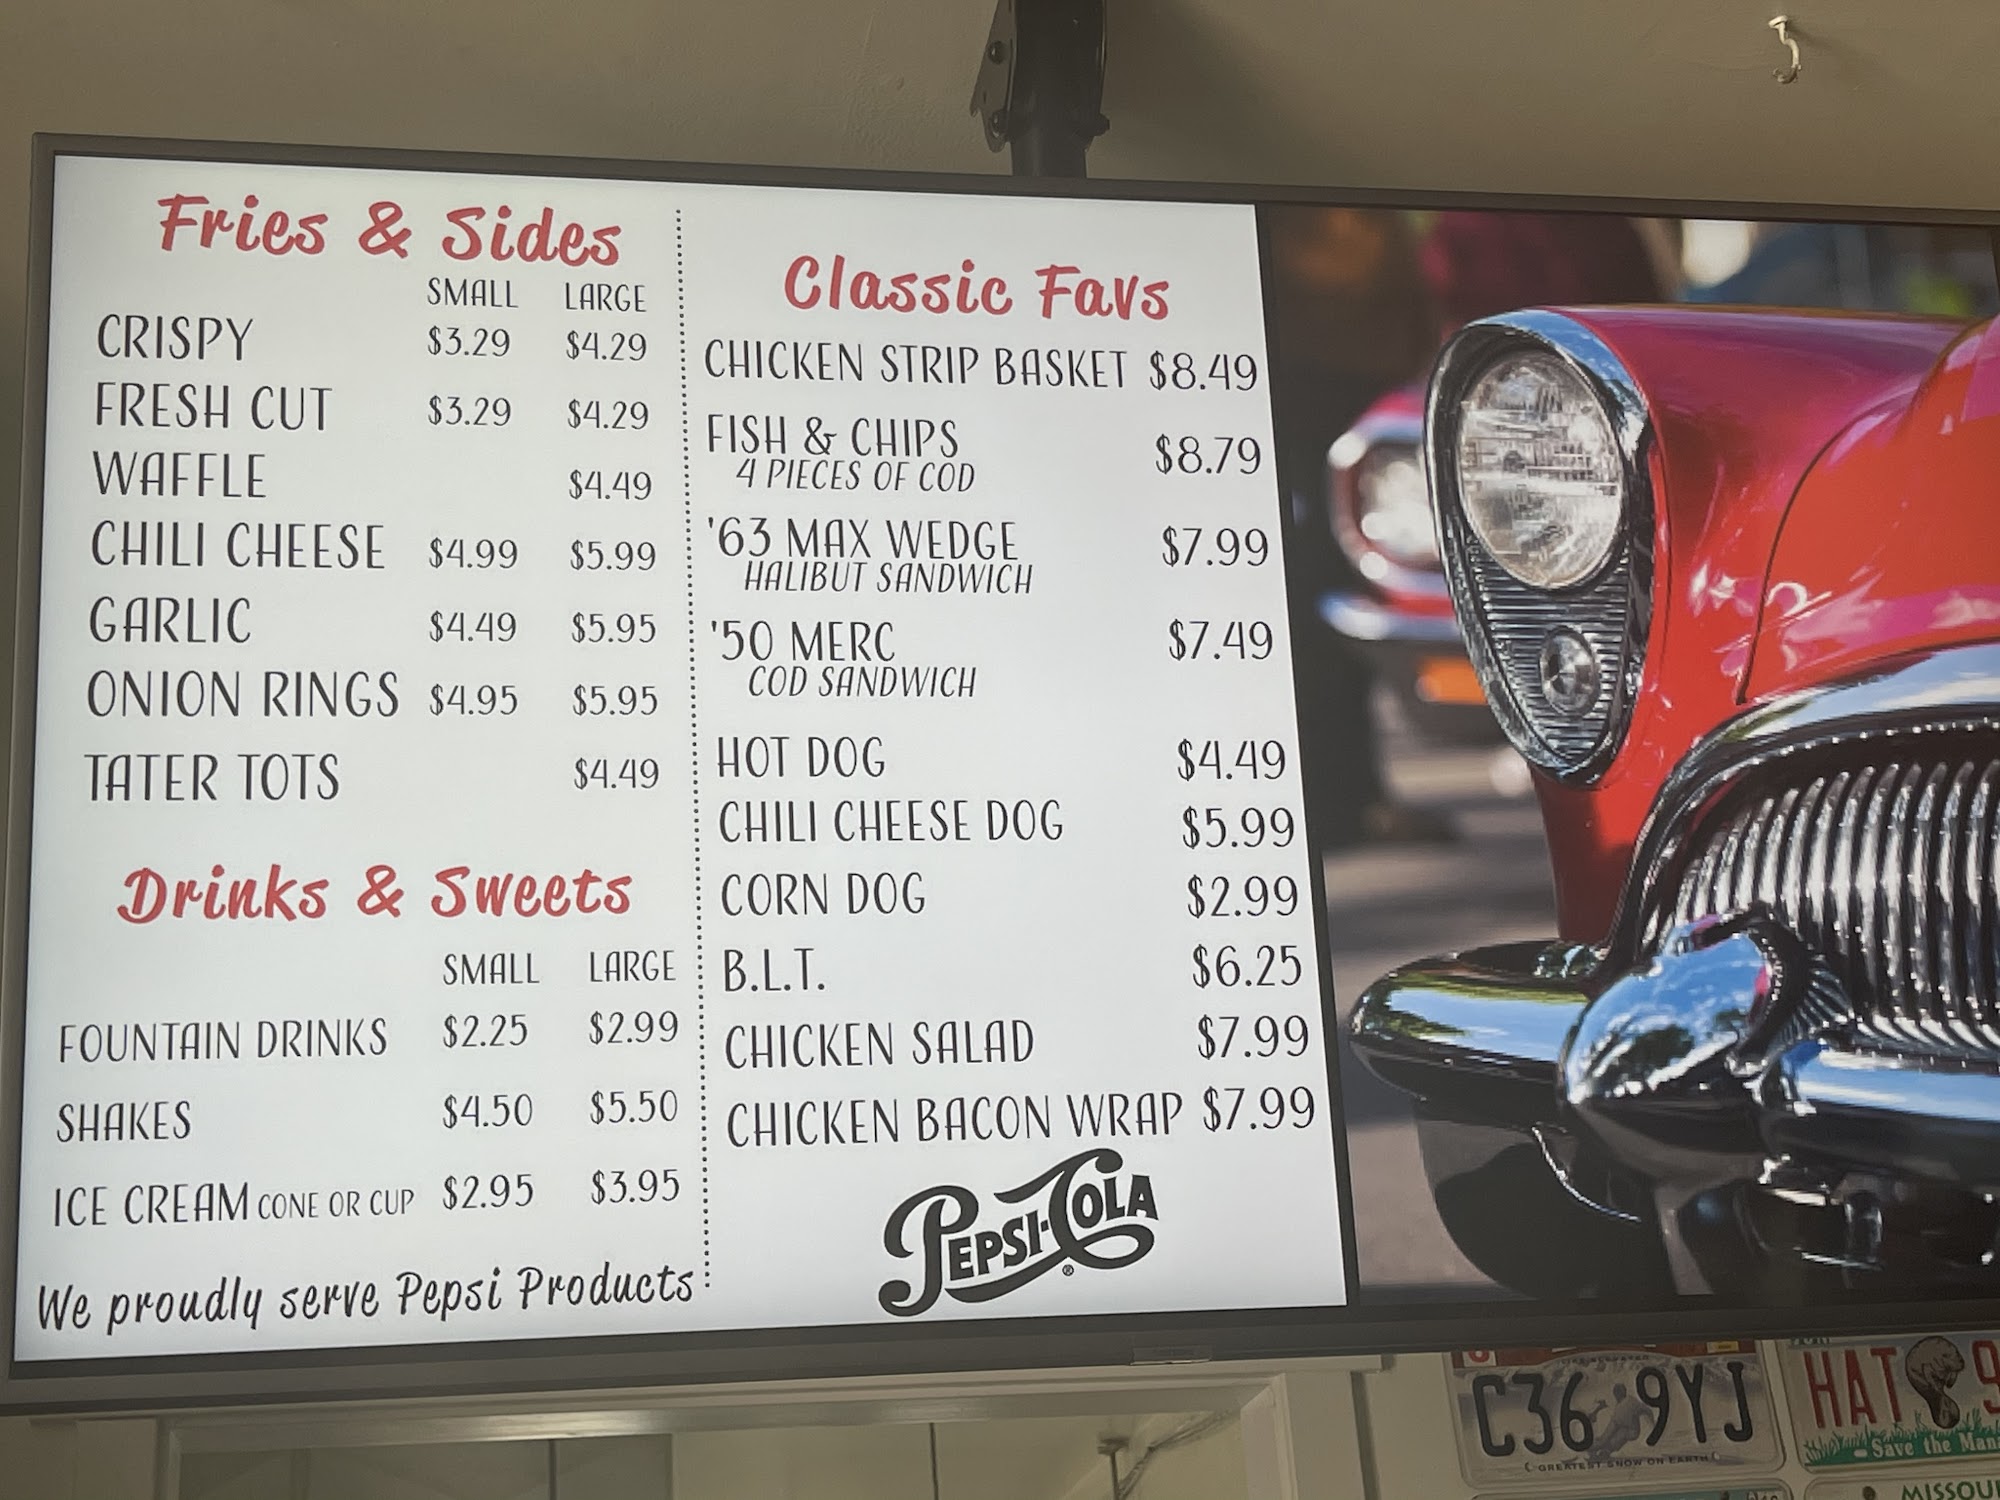 Fries & Sides
SMALL LARGE
CRISPY $3.29 $4.29
FRESH CUT $3.29 $4.29
WAFFLE $4.49
CHILI CHEESE $4.99 $5.99
GARLIC $4.49 $5.95
ONION RINGS $4.95 $5.95
TATER TOTS $4.49
Drinks & Sweets
SMALL LARGE
FOUNTAIN DRINKS $2.25 $2.99
SHAKES $4.50 $5.50
ICE CREAM CONE OR CUP $2.95 $3.95
We proudly serve Pepsi Products
Classic Favs
CHICKEN STRIP BASKET $8.49
FISH & CHIPS $8.79
4 PIECES OF COD
'63 MAX WEDGE $7.99
HALIBUT SANDWICH
'50 MERC $7.49
COD SANDWICH
HOT DOG $4.49
CHILI CHEESE DOG $5.99
CORN DOG $2.99
B.L.T. $6.25
CHICKEN SALAD $7.99
CHICKEN BACON WRAP $7.99
PEPSI-COLA®
C36 9YJ
GREATEST SNOW ON EARTH
HAT 9
Save the